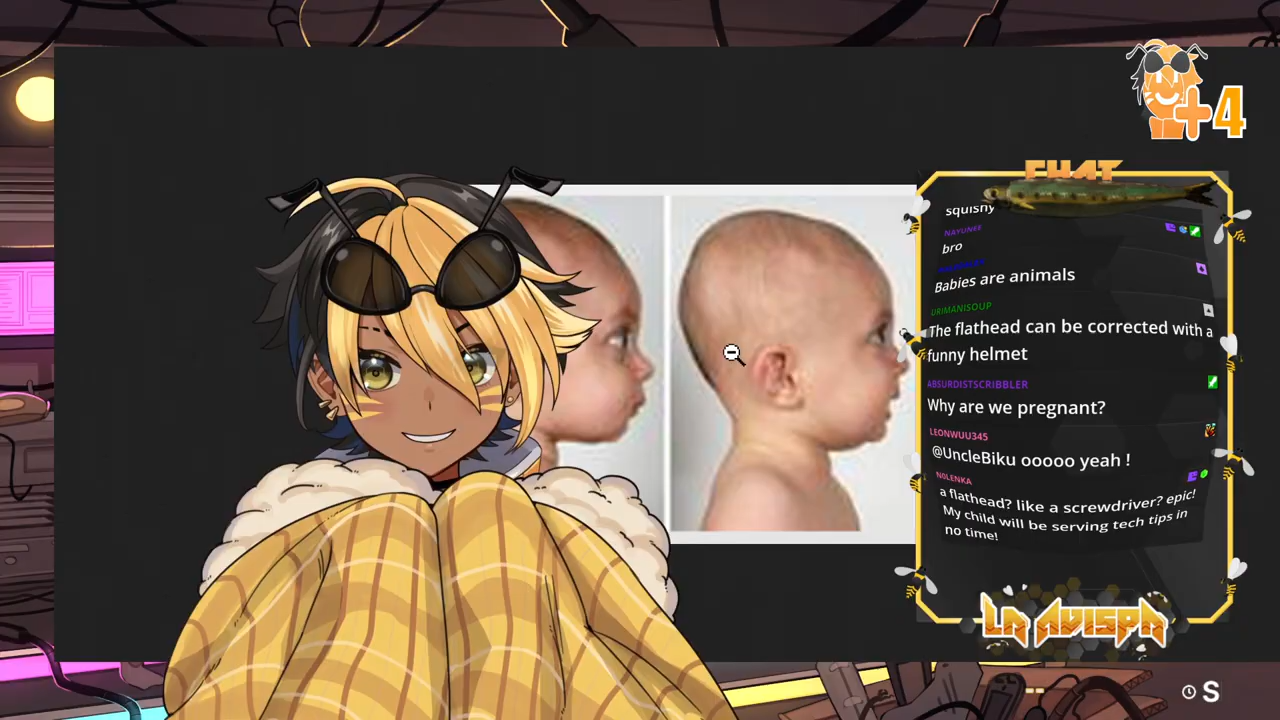 +4
CHAT
squishy
NAYUNEE
bro
Babies are animals
URIMANISOUP
The flathead can be corrected with a
funny helmet
ABSURDISTSCRIBBLER
Why are we pregnant?
LEONWUU345
@UncleBiku ooooo yeah !
N0LENKA
a flathead? like a screwdriver? epic!
My child will be serving tech tips in
no time!
LA AVISPA
S